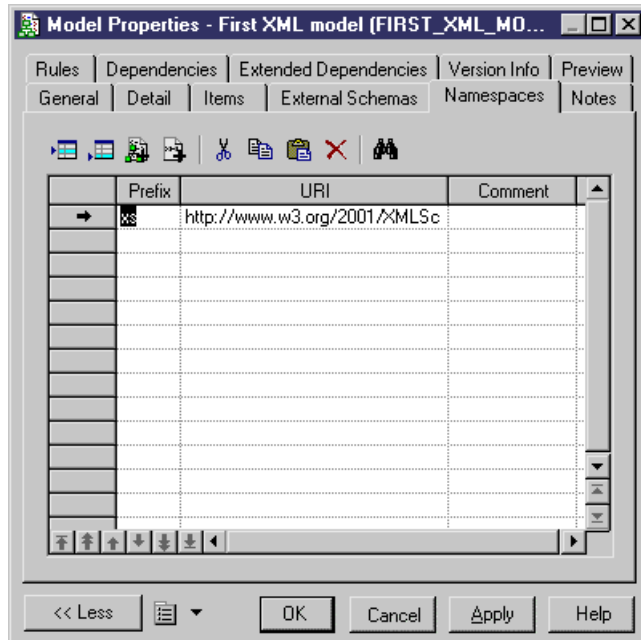 Model Properties - First XML model (FIRST_XML_MO...
Rules Dependencies Extended Dependencies Version Info Preview
General Detail Items External Schemas Namespaces Notes
Prefix URI Comment
xs http://www.w3.org/2001/XMLSc
<< Less OK Cancel Apply Help